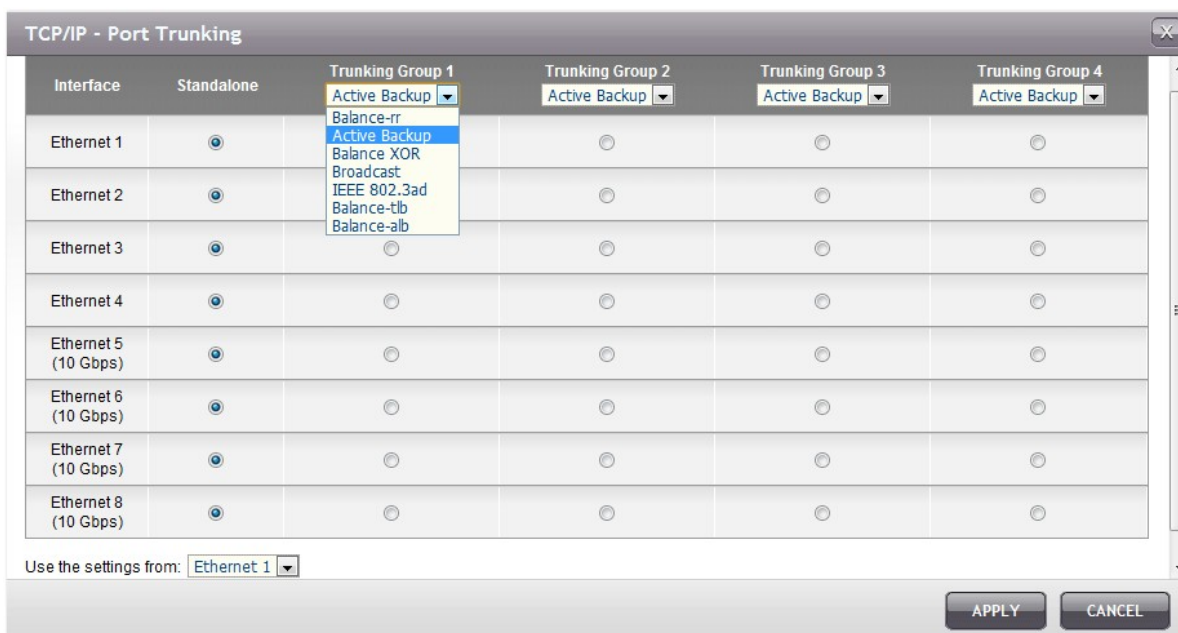 TCP/IP - Port Trunking
X
Interface Standalone Trunking Group 1 Trunking Group 2 Trunking Group 3 Trunking Group 4
Active Backup Active Backup Active Backup Active Backup
Balance-rr
Active Backup
Balance XOR
Broadcast
IEEE 802.3ad
Balance-tlb
Balance-alb
Ethernet 1
Ethernet 2
Ethernet 3
Ethernet 4
Ethernet 5
(10 Gbps)
Ethernet 6
(10 Gbps)
Ethernet 7
(10 Gbps)
Ethernet 8
(10 Gbps)
Use the settings from: Ethernet 1
APPLY CANCEL